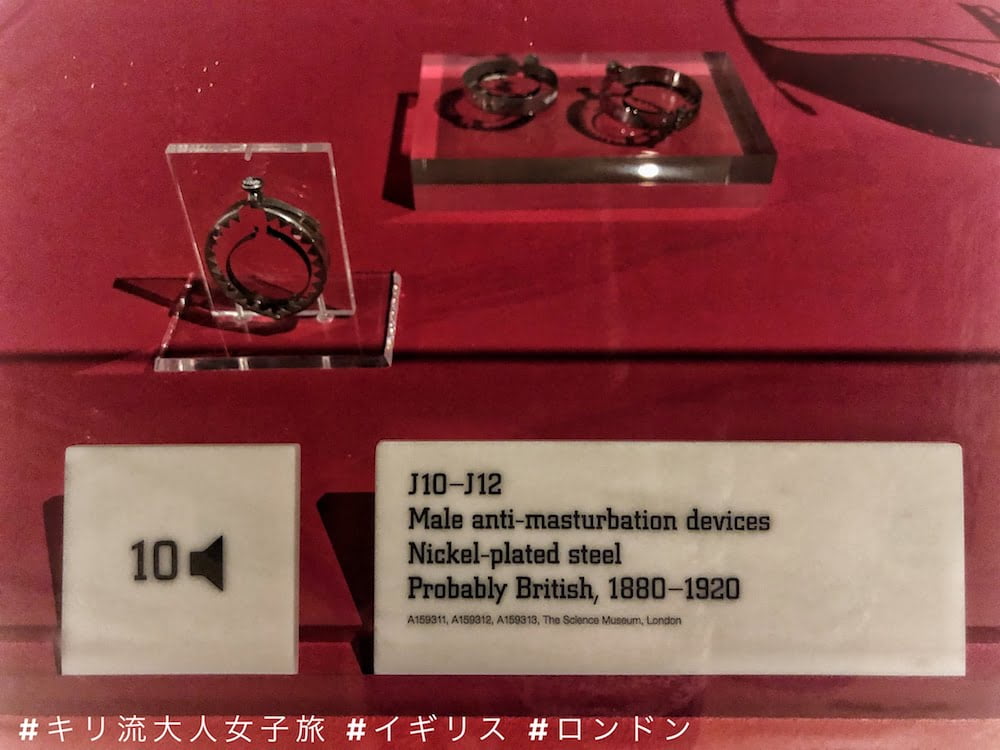 10
J10–J12
Male anti-masturbation devices
Nickel-plated steel
Probably British, 1880–1920
A159311, A159312, A159313, The Science Museum, London
#キリ流大人女子旅 #イギリス #ロンドン